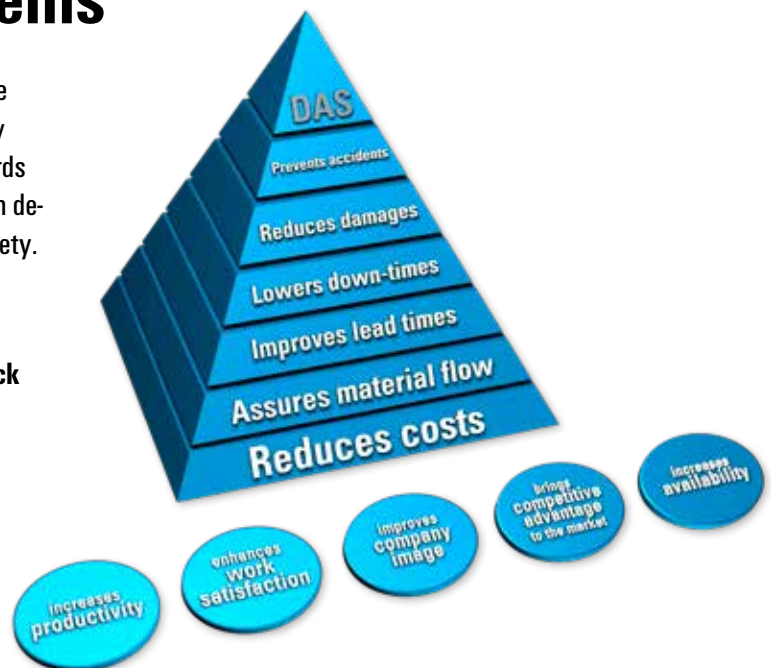 ems
e
y
rds
n de-
ety.
ck
DAS
Prevents accidents
Reduces damages
Lowers down-times
Improves lead times
Assures material flow
Reduces costs
increases
productivity
enhances
work
satisfaction
improves
company
image
brings
competitive
advantage
to the market
increases
availability